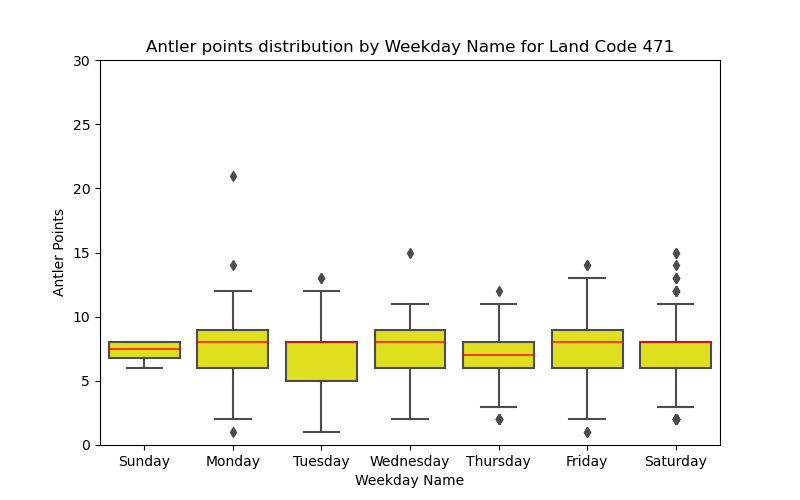 Antler points distribution by Weekday Name for Land Code 471
30
25
20
15
10
5
0
Antler Points
Sunday Monday Tuesday Wednesday Thursday Friday Saturday
Weekday Name